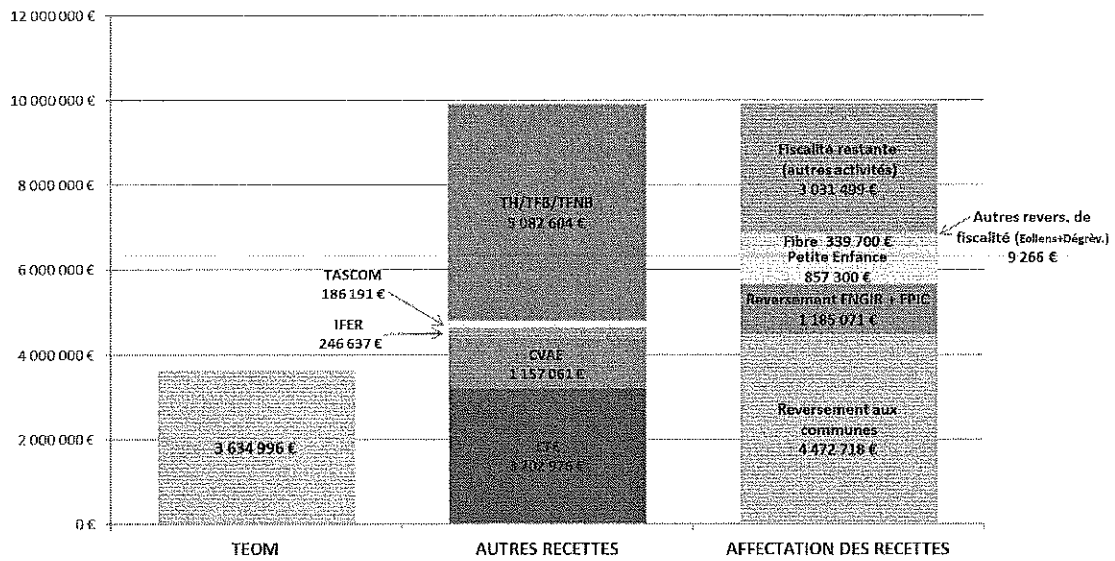 12 000 000 €
10 000 000 €
8 000 000 €
6 000 000 €
4 000 000 €
2 000 000 €
0 €
3 634 996 €
TEOM
TH/TFB/TFNB
5 082 604 €
TASCOM
186 191 €
IFER
246 637 €
CVAE
1 157 061 €
AUTRES RECETTES
Fiscalité restante
(autres activités)
3 031 499 €
Fibre 339 700 €
Petite Enfance
857 300 €
Reversement FNGIR + FPIC
1 185 071 €
Reversement aux
communes
4 472 718 €
AFFECTATION DES RECETTES
Autres revers. de
fiscalité (Eoliens+Dégrèv.)
9 266 €